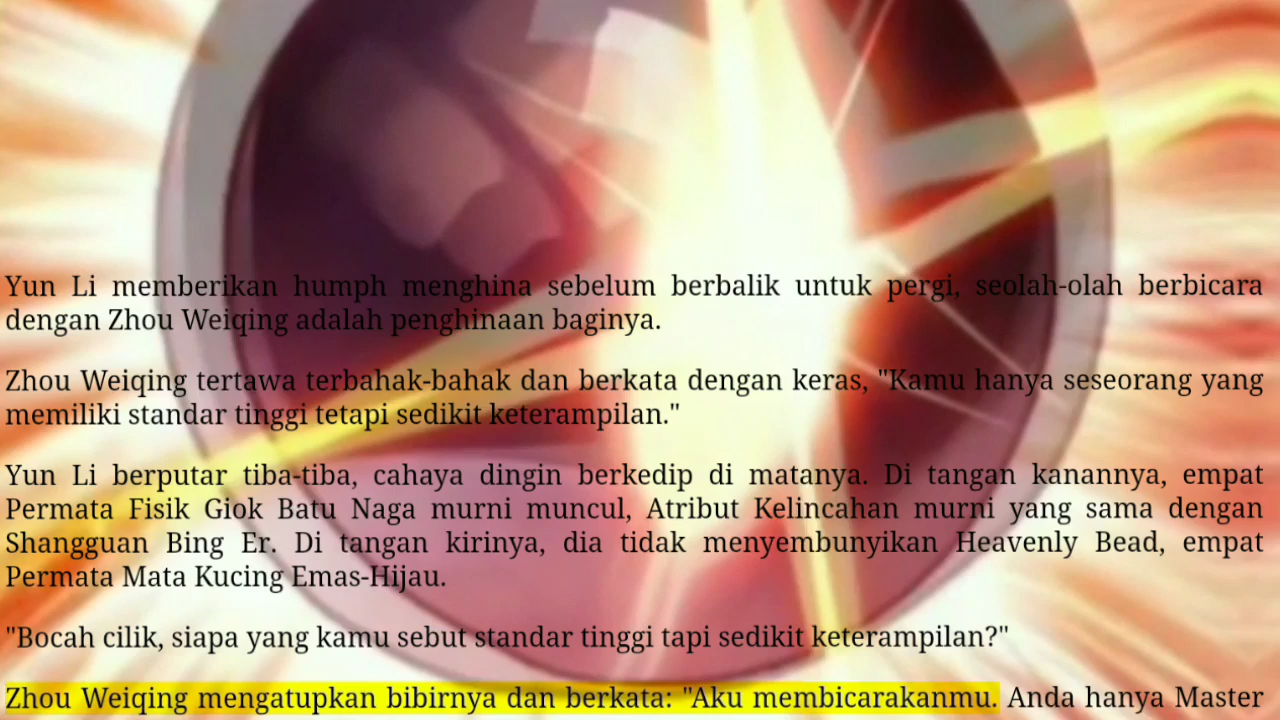 Yun Li memberikan humph menghina sebelum berbalik untuk pergi, seolah-olah berbicara
dengan Zhou Weiqing adalah penghinaan baginya.
Zhou Weiqing tertawa terbahak-bahak dan berkata dengan keras, "Kamu hanya seseorang yang
memiliki standar tinggi tetapi sedikit keterampilan."
Yun Li berputar tiba-tiba, cahaya dingin berkedip di matanya. Di tangan kanannya, empat
Permata Fisik Giok Batu Naga murni muncul, Atribut Kelincahan murni yang sama dengan
Shangguan Bing Er. Di tangan kirinya, dia tidak menyembunyikan Heavenly Bead, empat
Permata Mata Kucing Emas-Hijau.
"Bocah cilik, siapa yang kamu sebut standar tinggi tapi sedikit keterampilan?"
Zhou Weiqing mengatupkan bibirnya dan berkata: "Aku membicarakanmu. Anda hanya Master